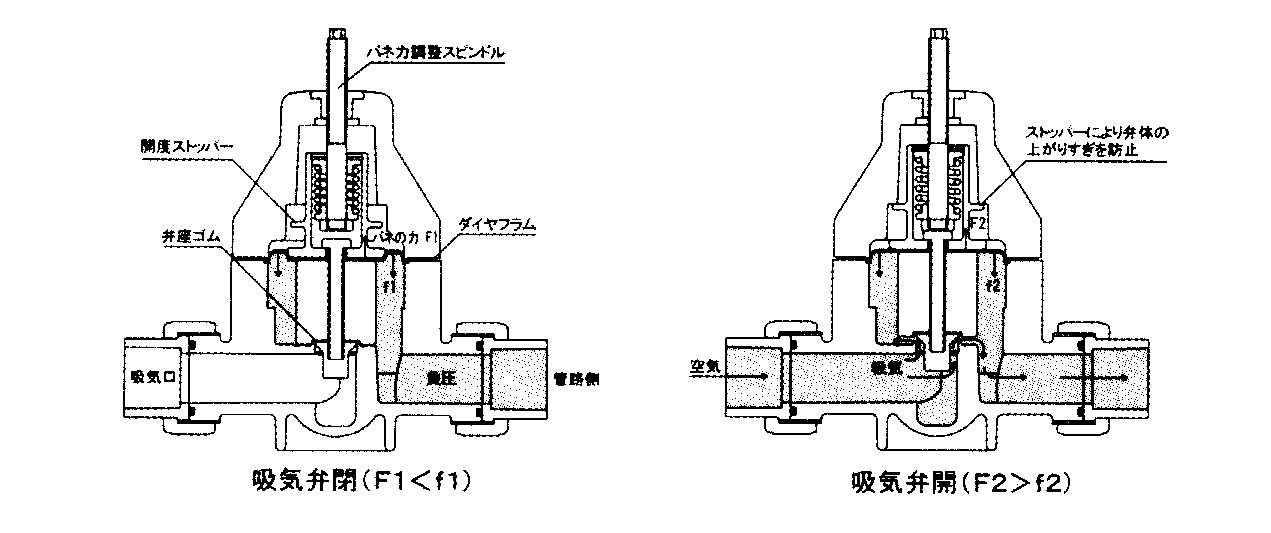 バネ力調整スピンドル
開度ストッパー
弁座ゴム
バネの力 F1
ダイヤフラム
f1
吸気口
負圧
管路側
吸気弁閉(F1<f1)
ストッパーにより弁体の
上がりすぎを防止
F2
f2
空気
吸気
吸気弁開(F2>f2)